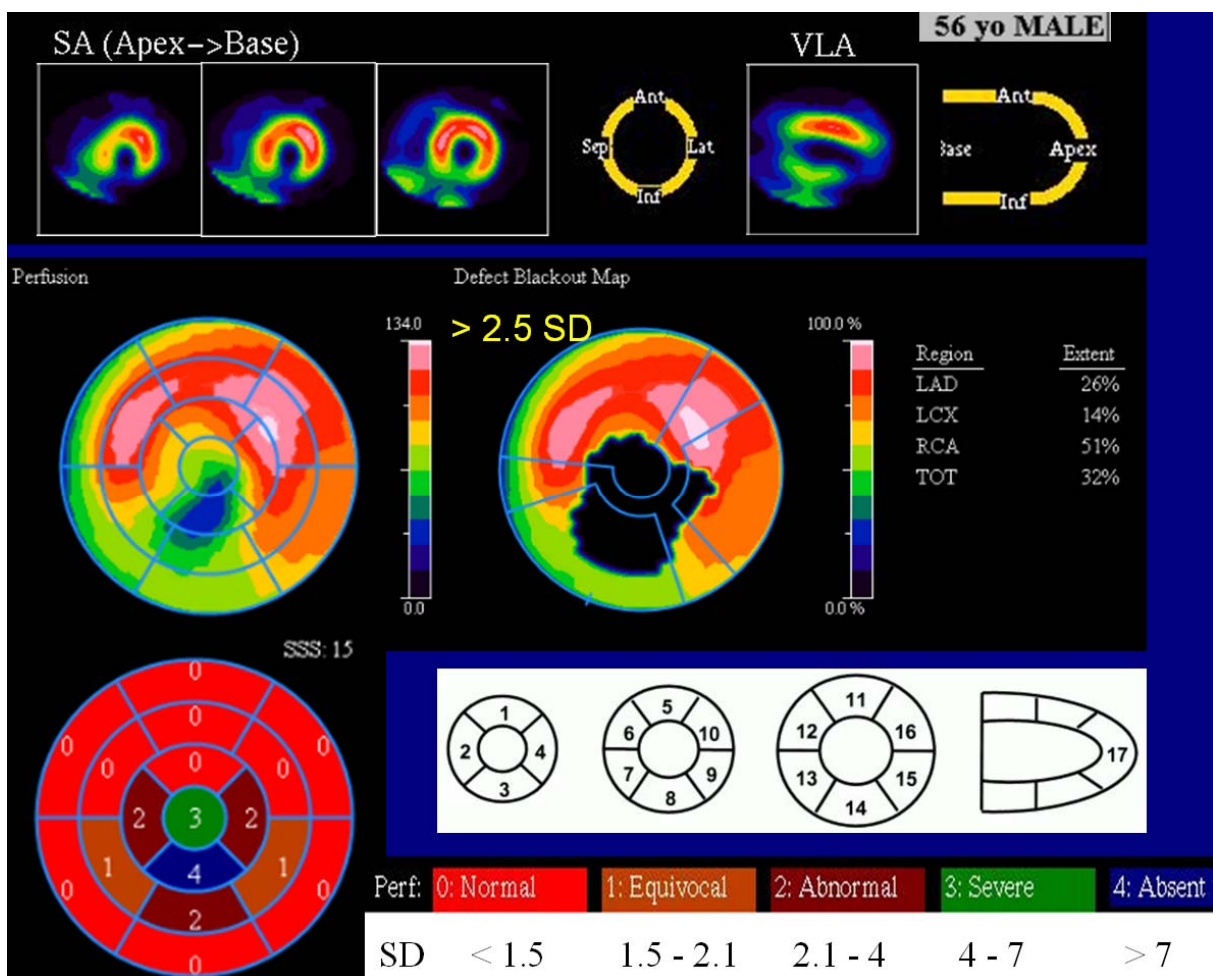 56 yo MALE
SA (Apex->Base)
VLA
Ant
Sep
Lat
Inf
Ant
Base
Apex
Inf
Perfusion
Defect Blackout Map
134.0
> 2.5 SD
100.0 %
Region Extent
LAD 26%
LCX 14%
RCA 51%
TOT 32%
0.0
0.0 %
SSS: 15
0
0
0
0
0
0
0
2
3
2
1
4
1
0
2
0
0
1
2
4
3
5
6
10
7
9
8
11
12
16
13
15
14
17
Perf: 0: Normal 1: Equivocal 2: Abnormal 3: Severe 4: Absent
SD < 1.5 1.5 - 2.1 2.1 - 4 4 - 7 > 7